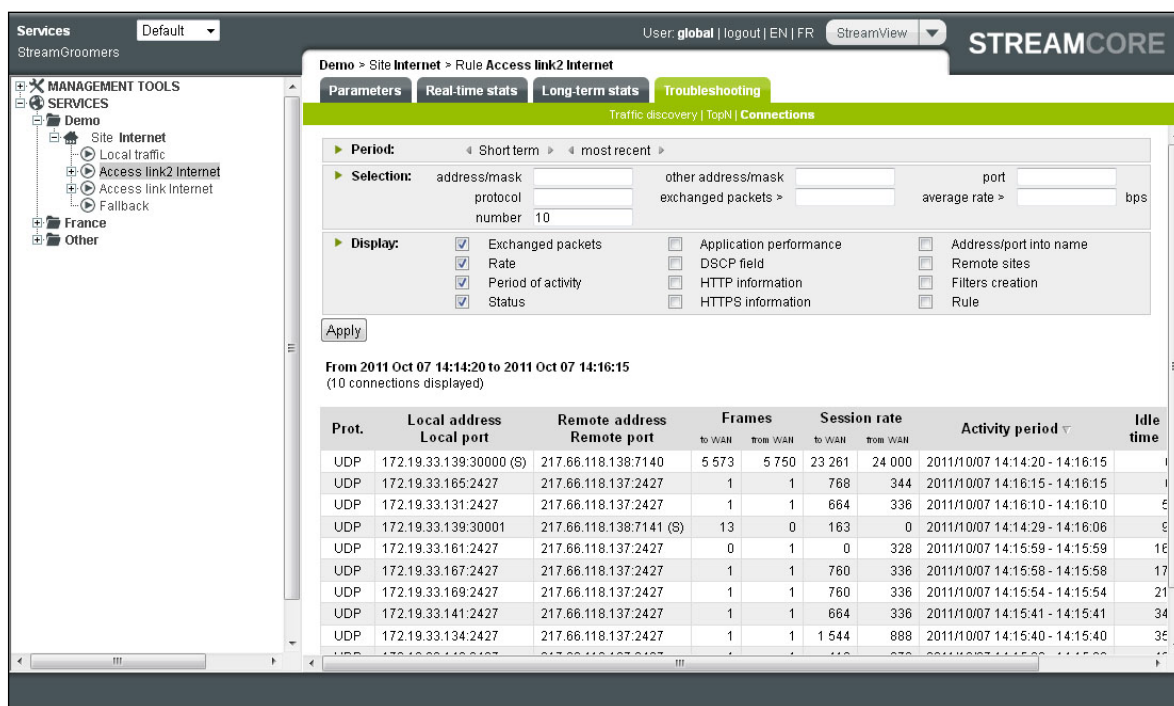 Services Default
StreamGroomers
User: global | logout | EN | FR StreamView
STREAMCORE
MANAGEMENT TOOLS
SERVICES
Demo
Site Internet
Local traffic
Access link2 Internet
Access link Internet
Fallback
France
Other
Demo > Site Internet > Rule Access link2 Internet
Parameters Real-time stats Long-term stats Troubleshooting
Traffic discovery | TopN | Connections
Period: Short term most recent
Selection: address/mask other address/mask port
protocol exchanged packets > average rate > bps
number 10
Display: Exchanged packets Application performance Address/port into name
Rate DSCP field Remote sites
Period of activity HTTP information Filters creation
Status HTTPS information Rule
Apply
From 2011 Oct 07 14:14:20 to 2011 Oct 07 14:16:15
(10 connections displayed)
Prot. Local address Remote address Frames Session rate Activity period Idle
Local port Remote port to WAN from WAN to WAN from WAN time
UDP 172.19.33.139:30000 (S) 217.66.118.138:7140 5 573 5 750 23 261 24 000 2011/10/07 14:14:20 - 14:16:15
UDP 172.19.33.165:2427 217.66.118.137:2427 1 1 768 344 2011/10/07 14:16:15 - 14:16:15
UDP 172.19.33.131:2427 217.66.118.137:2427 1 1 664 336 2011/10/07 14:16:10 - 14:16:10
UDP 172.19.33.139:30001 217.66.118.138:7141 (S) 13 0 163 0 2011/10/07 14:14:29 - 14:16:06
UDP 172.19.33.161:2427 217.66.118.137:2427 0 1 0 328 2011/10/07 14:15:59 - 14:15:59 16
UDP 172.19.33.167:2427 217.66.118.137:2427 1 1 760 336 2011/10/07 14:15:58 - 14:15:58 17
UDP 172.19.33.169:2427 217.66.118.137:2427 1 1 760 336 2011/10/07 14:15:54 - 14:15:54 21
UDP 172.19.33.141:2427 217.66.118.137:2427 1 1 664 336 2011/10/07 14:15:41 - 14:15:41 34
UDP 172.19.33.134:2427 217.66.118.137:2427 1 1 1 544 888 2011/10/07 14:15:40 - 14:15:40 35